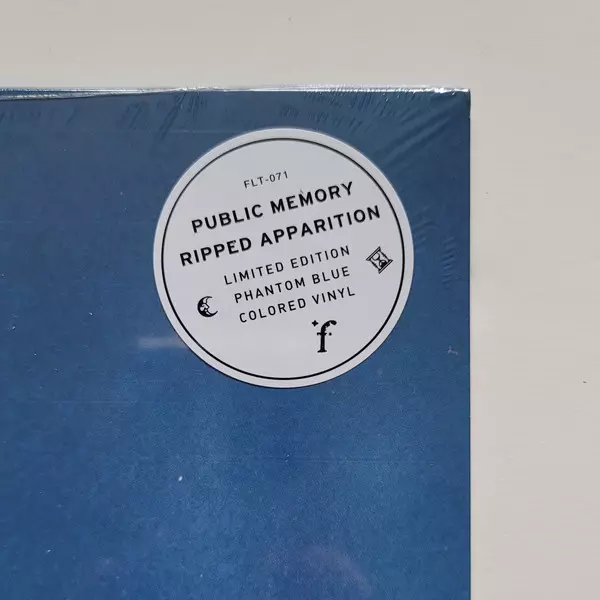 FLT-071
PUBLIC MEMORY
RIPPED APPARITION
LIMITED EDITION
PHANTOM BLUE
COLORED VINYL
f